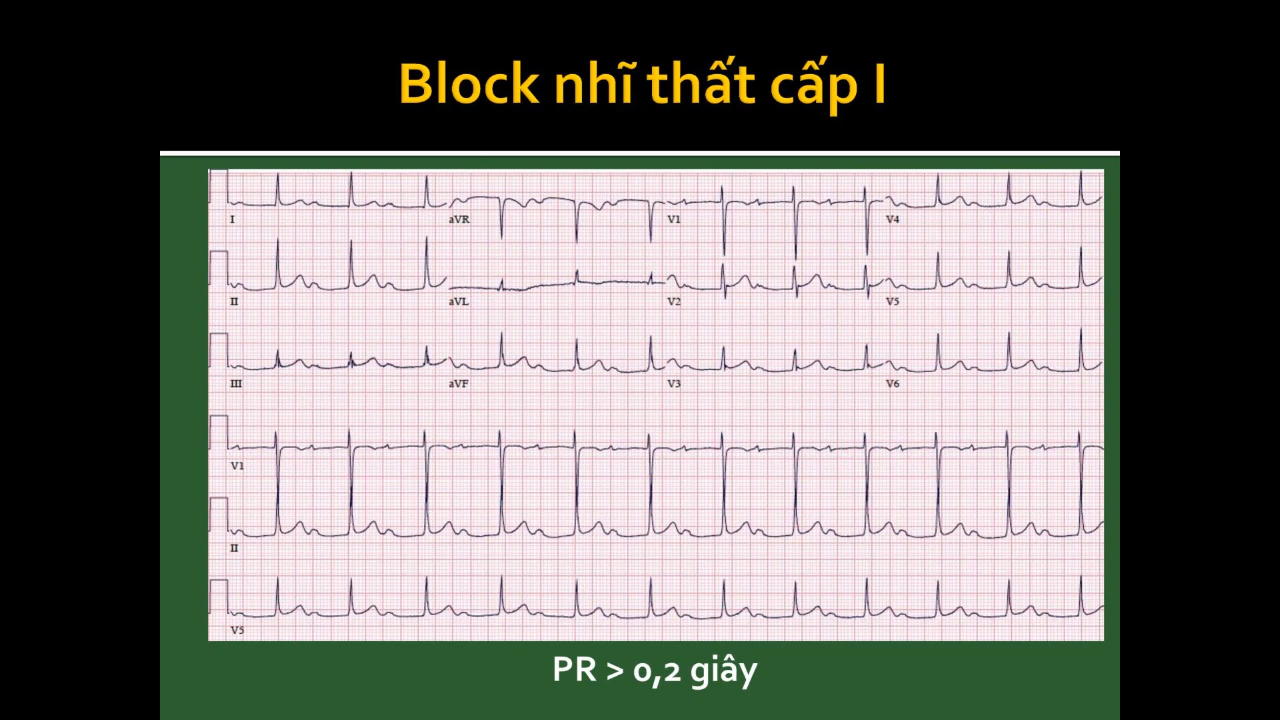 Block nhĩ thất cấp I
I aVR V1 V4
II aVL V2 V5
III aVF V3 V6
V1
II
V5
PR > 0,2 giây